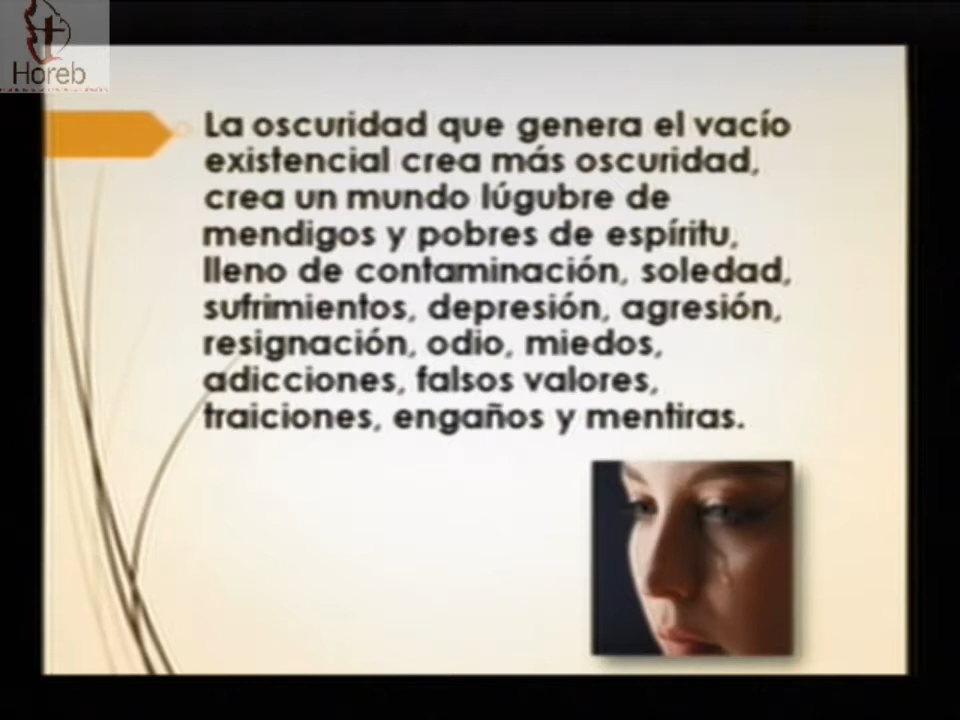 Horeb
La oscuridad que genera el vacío
existencial crea más oscuridad,
crea un mundo lúgubre de
mendigos y pobres de espíritu,
lleno de contaminación, soledad,
sufrimientos, depresión, agresión,
resignación, odio, miedos,
adicciones, falsos valores,
traiciones, engaños y mentiras.